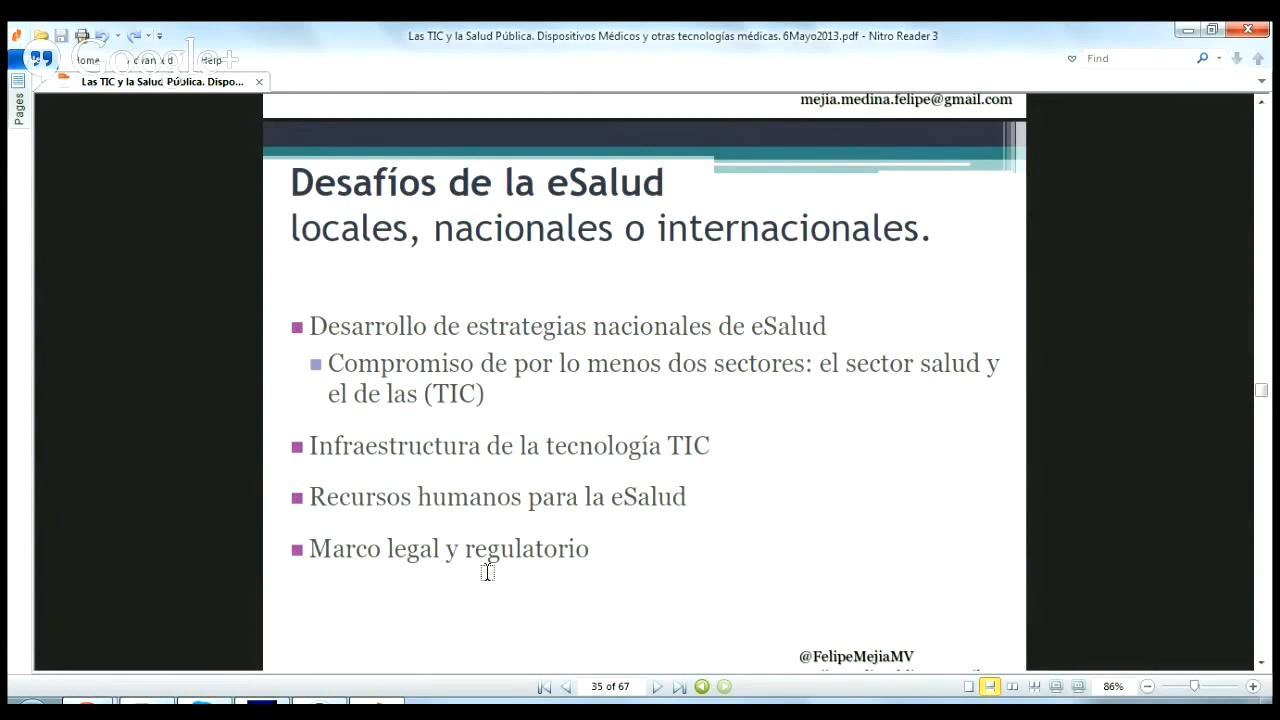 Las TIC y la Salud Pública. Dispositivos Médicos y otras tecnologías médicas. 6Mayo2013.pdf - Nitro Reader 3
Google+
Home
Help
Find
Las TIC y la Salud Pública. Dispo...
Pages
mejia.medina.felipe@gmail.com
Desafíos de la eSalud
locales, nacionales o internacionales.
Desarrollo de estrategias nacionales de eSalud
Compromiso de por lo menos dos sectores: el sector salud y
el de las (TIC)
Infraestructura de la tecnología TIC
Recursos humanos para la eSalud
Marco legal y regulatorio
@FelipeMejiaMV
35 of 67
86%